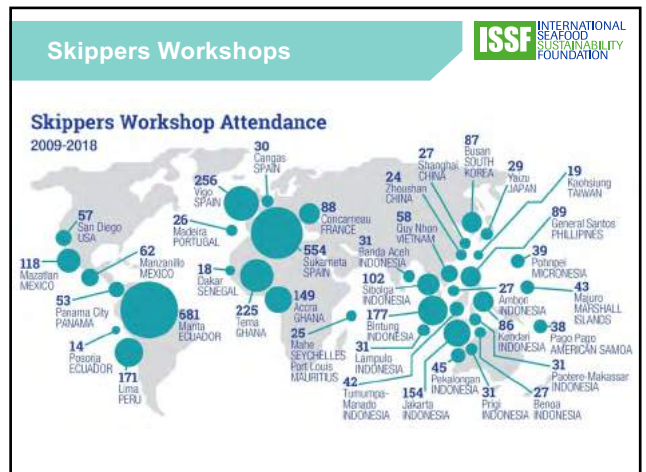 Skippers Workshops
ISSF
INTERNATIONAL
SEAFOOD
SUSTAINABILITY
FOUNDATION
Skippers Workshop Attendance
2009-2018
57
San Diego
USA
118
Mazatlan
MEXICO
62
Manzanillo
MEXICO
53
Panama City
PANAMA
14
Posorja
ECUADOR
171
Lima
PERU
681
Manta
ECUADOR
256
Vigo
SPAIN
30
Cangas
SPAIN
26
Madeira
PORTUGAL
88
Concarneau
FRANCE
554
Sukarrieta
SPAIN
18
Dakar
SENEGAL
225
Tema
GHANA
149
Accra
GHANA
25
Mahe
SEYCHELLES
Port Louis
MAURITIUS
31
Banda Aceh
INDONESIA
102
Sibolga
INDONESIA
177
Bintung
INDONESIA
31
Lampulo
INDONESIA
42
Tumumpa-
Manado
INDONESIA
154
Jakarta
INDONESIA
45
Pekalongan
INDONESIA
31
Prigi
INDONESIA
27
Benoa
INDONESIA
31
Paotere-Makassar
INDONESIA
86
Kendari
INDONESIA
27
Ambon
INDONESIA
58
Quy Nhon
VIETNAM
24
Zhoushan
CHINA
27
Shanghai
CHINA
87
Busan
SOUTH
KOREA
29
Yaizu
JAPAN
19
Kaohsiung
TAIWAN
89
General Santos
PHILLIPINES
39
Pohnpei
MICRONESIA
43
Majuro
MARSHALL
ISLANDS
38
Pago Pago
AMERICAN SAMOA